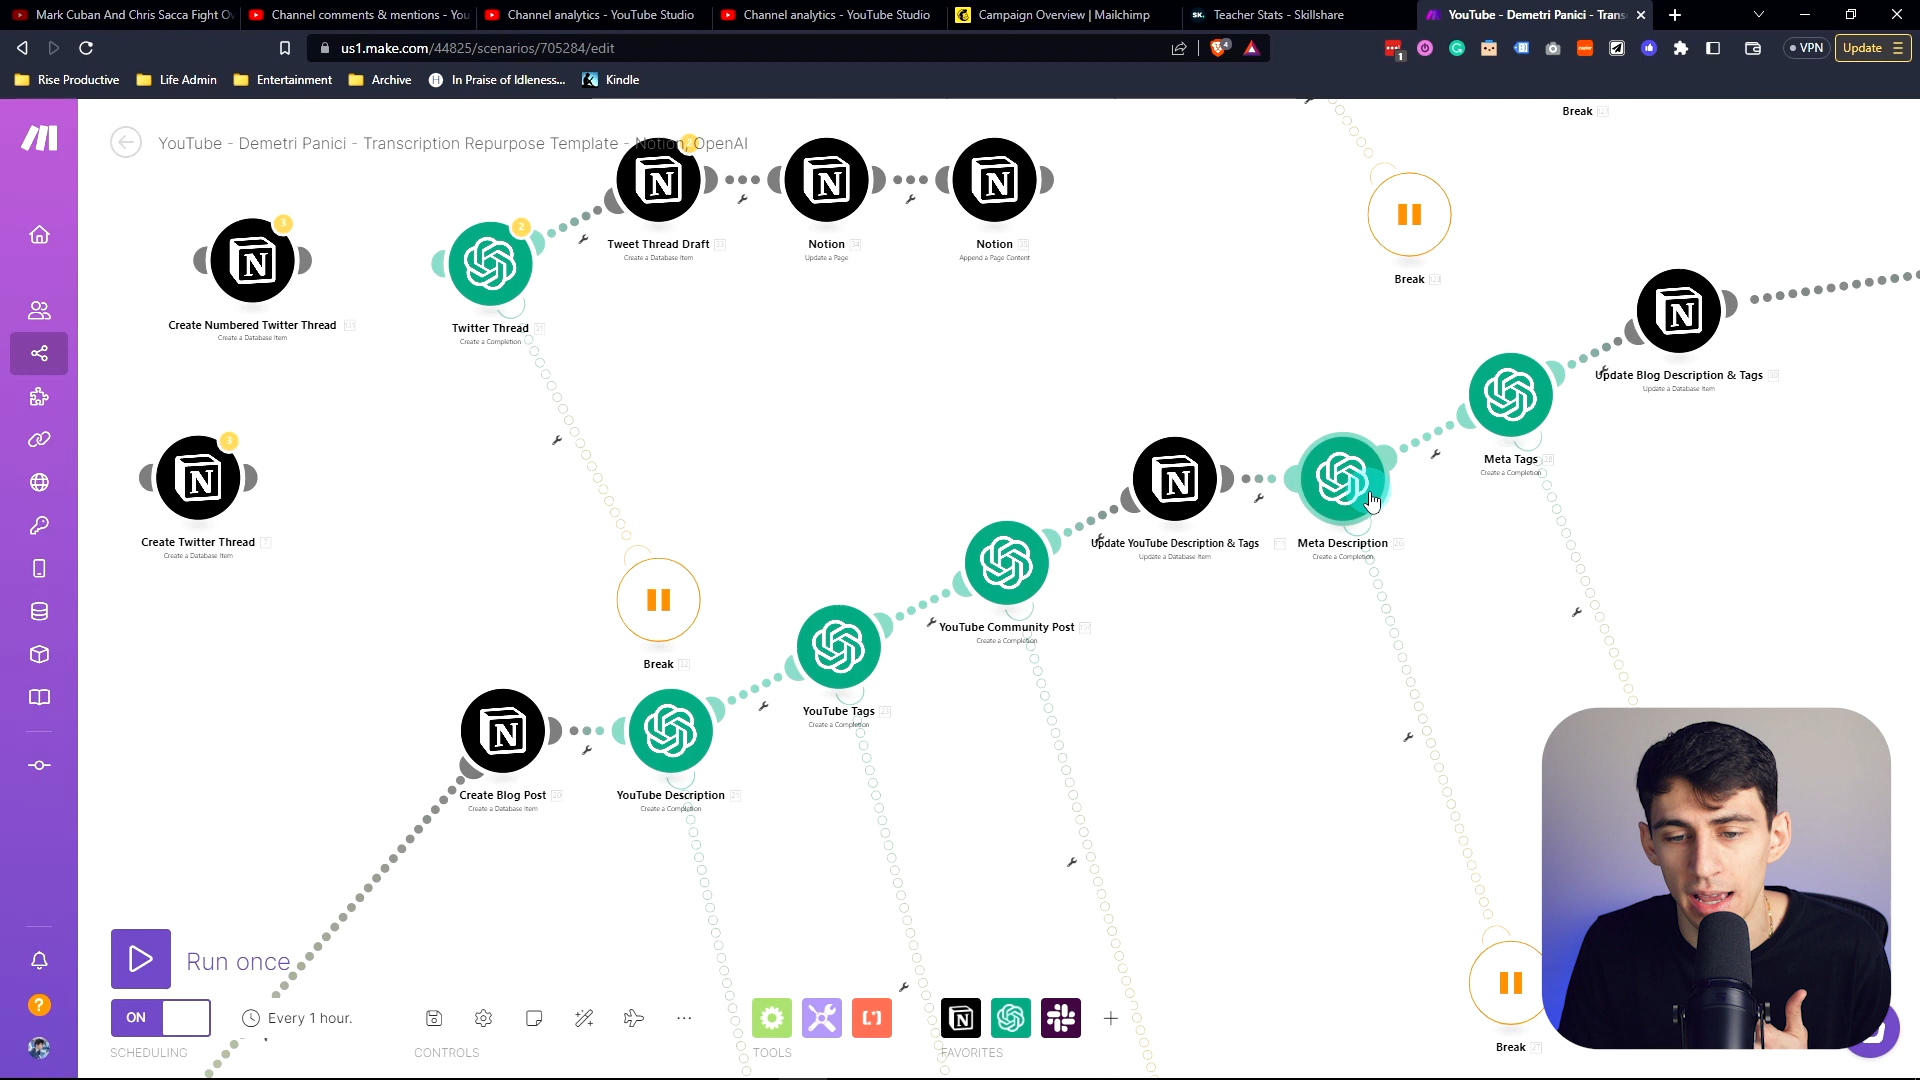 Mark Cuban And Chris Sacca Fight Ov
Channel comments & mentions - You
Channel analytics - YouTube Studio
Channel analytics - YouTube Studio
Campaign Overview | Mailchimp
SK. Teacher Stats - Skillshare
YouTube - Demetri Panici - Trans
us1.make.com/44825/scenarios/705284/edit
VPN
Update
Rise Productive
Life Admin
Entertainment
Archive
In Praise of Idleness...
Kindle
YouTube - Demetri Panici - Transcription Repurpose Template - Notion, OpenAI
Break
Break
Create Numbered Twitter Thread
Create a Database Item
Twitter Thread
Create a Completion
Tweet Thread Draft
Create a Database Item
Notion
Update a Page
Notion
Append a Page Content
Update Blog Description & Tags
Update a Database Item
Meta Tags
Create a Completion
Create Twitter Thread
Create a Database Item
Update YouTube Description & Tags
Update a Database Item
Meta Description
Create a Completion
YouTube Community Post
Create a Completion
Break
YouTube Tags
Create a Completion
Create Blog Post
Create a Database Item
YouTube Description
Create a Completion
Run once
ON
Every 1 hour.
SCHEDULING
CONTROLS
TOOLS
FAVORITES
Break